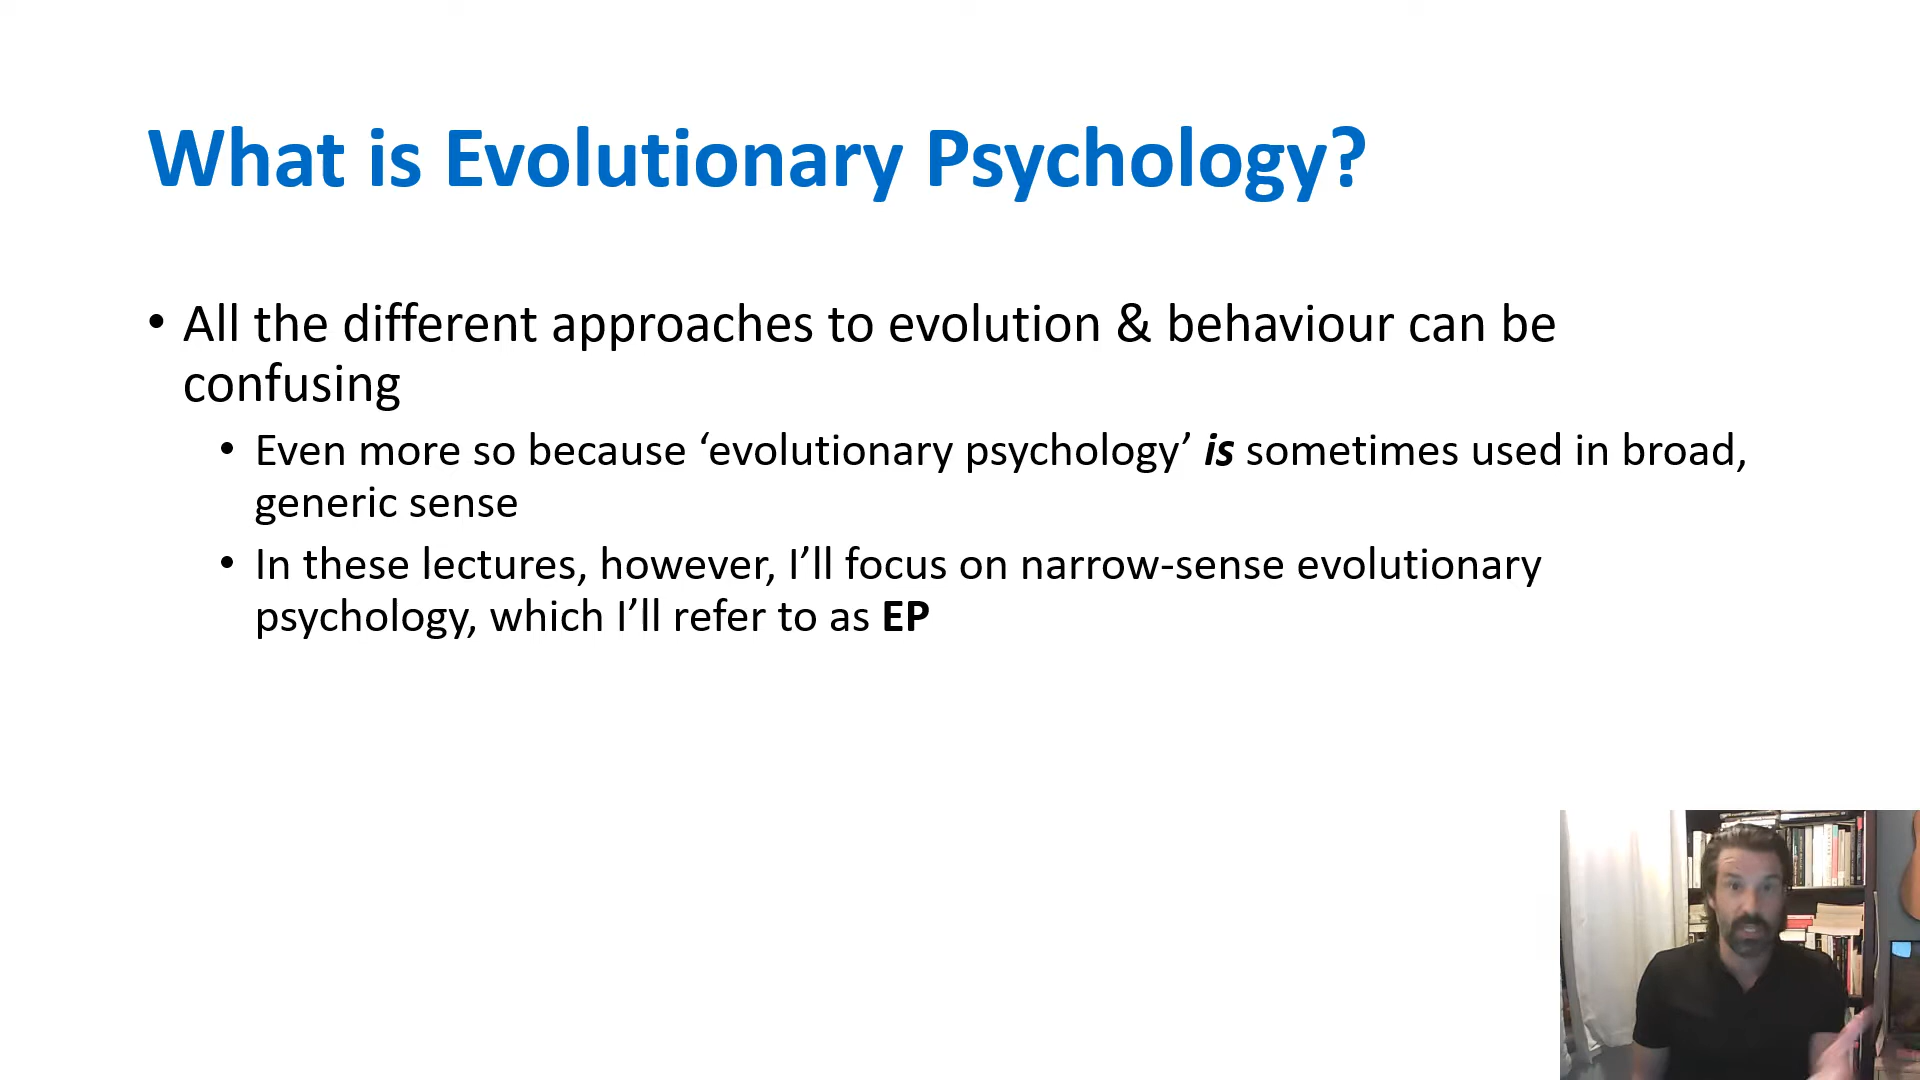 What is Evolutionary Psychology?
• All the different approaches to evolution & behaviour can be
confusing
• Even more so because ‘evolutionary psychology’ is sometimes used in broad,
generic sense
• In these lectures, however, I’ll focus on narrow-sense evolutionary
psychology, which I’ll refer to as EP